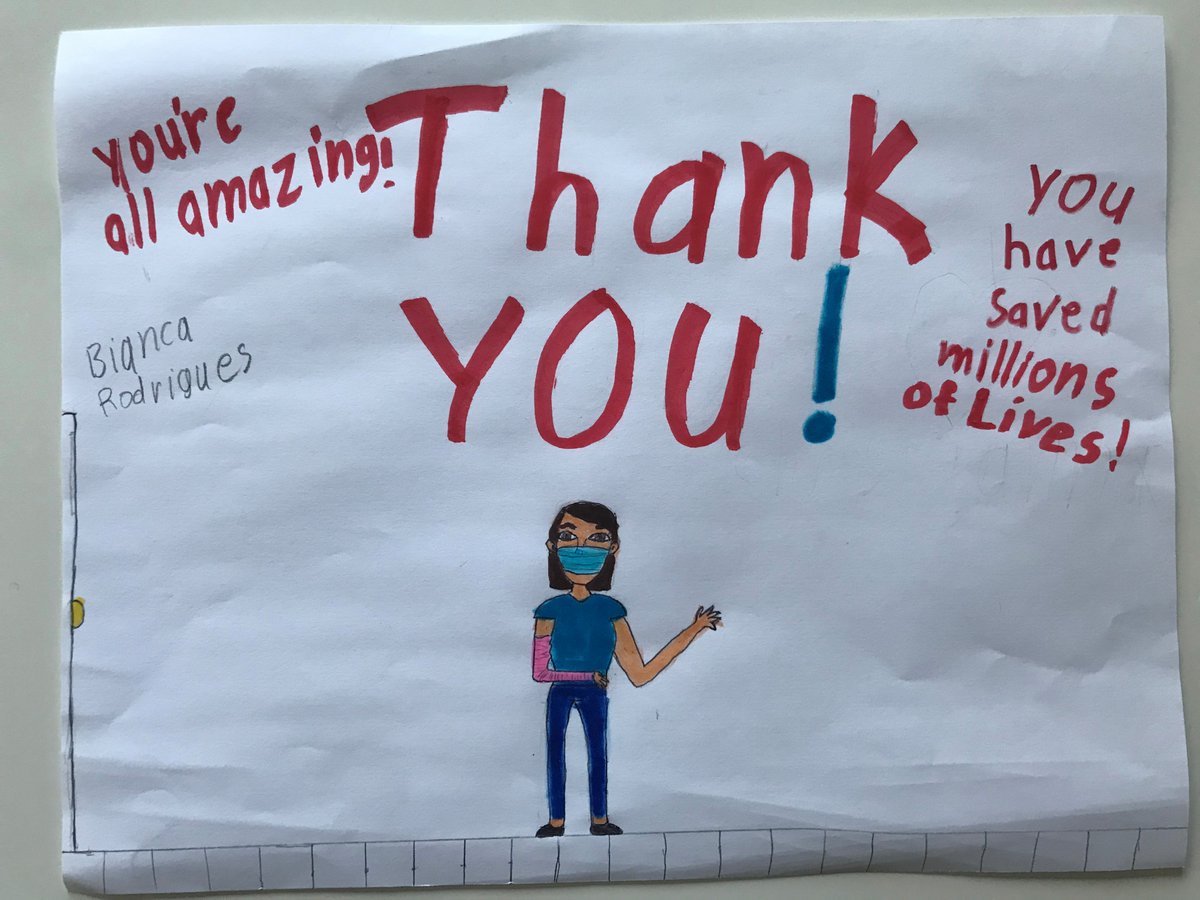 you're
all amazing!
Thank
YOU!
YOU
have
saved
millions
of Lives!
Bianca
Rodrigues